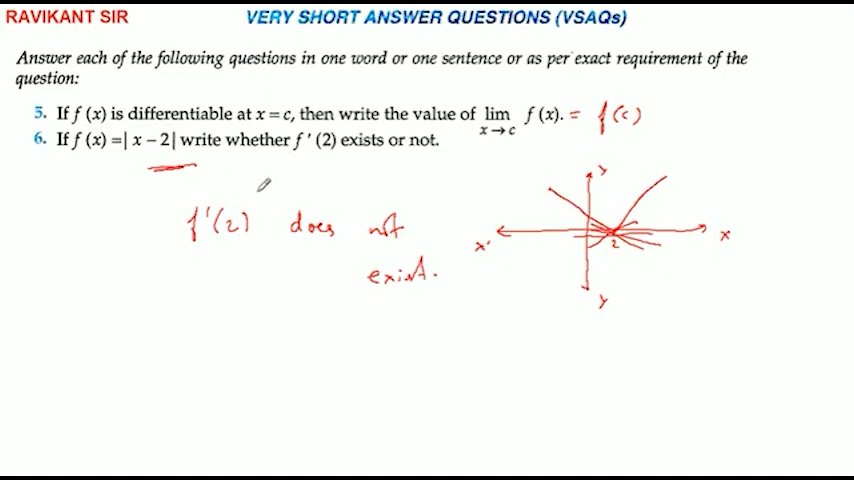 RAVIKANT SIR
VERY SHORT ANSWER QUESTIONS (VSAQs)
Answer each of the following questions in one word or one sentence or as per exact requirement of the
question:
5. If f (x) is differentiable at x = c, then write the value of lim x→c f (x). = f(c)
6. If f (x) =| x − 2| write whether f ' (2) exists or not.
f'(2) does not
exist.
y
x'
2
x
y